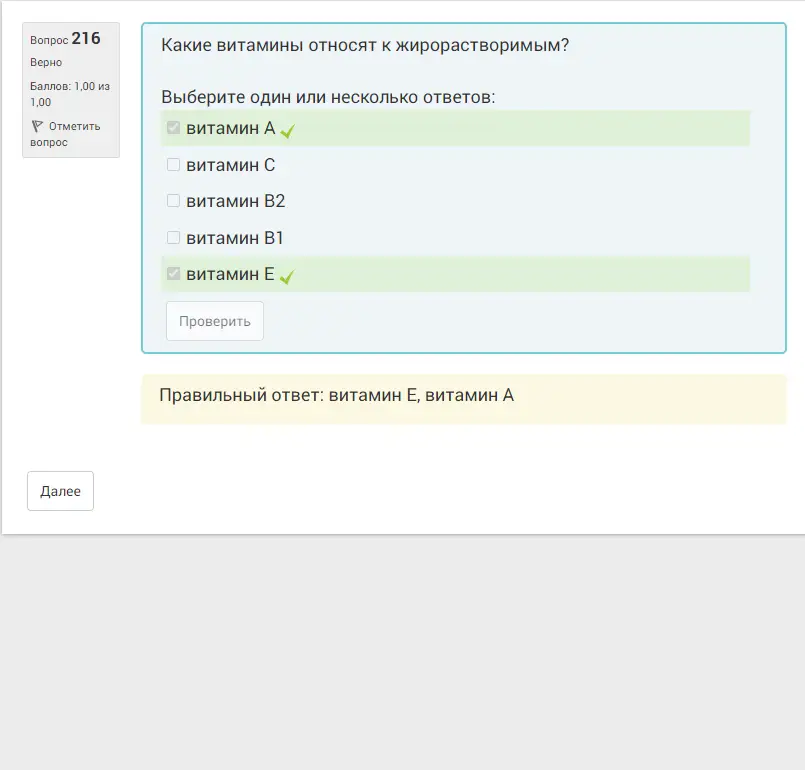 Вопрос 216
Верно
Баллов: 1,00 из
1,00
Отметить
вопрос
Какие витамины относят к жирорастворимым?
Выберите один или несколько ответов:
витамин А
витамин С
витамин В2
витамин В1
витамин Е
Проверить
Правильный ответ: витамин Е, витамин А
Далее